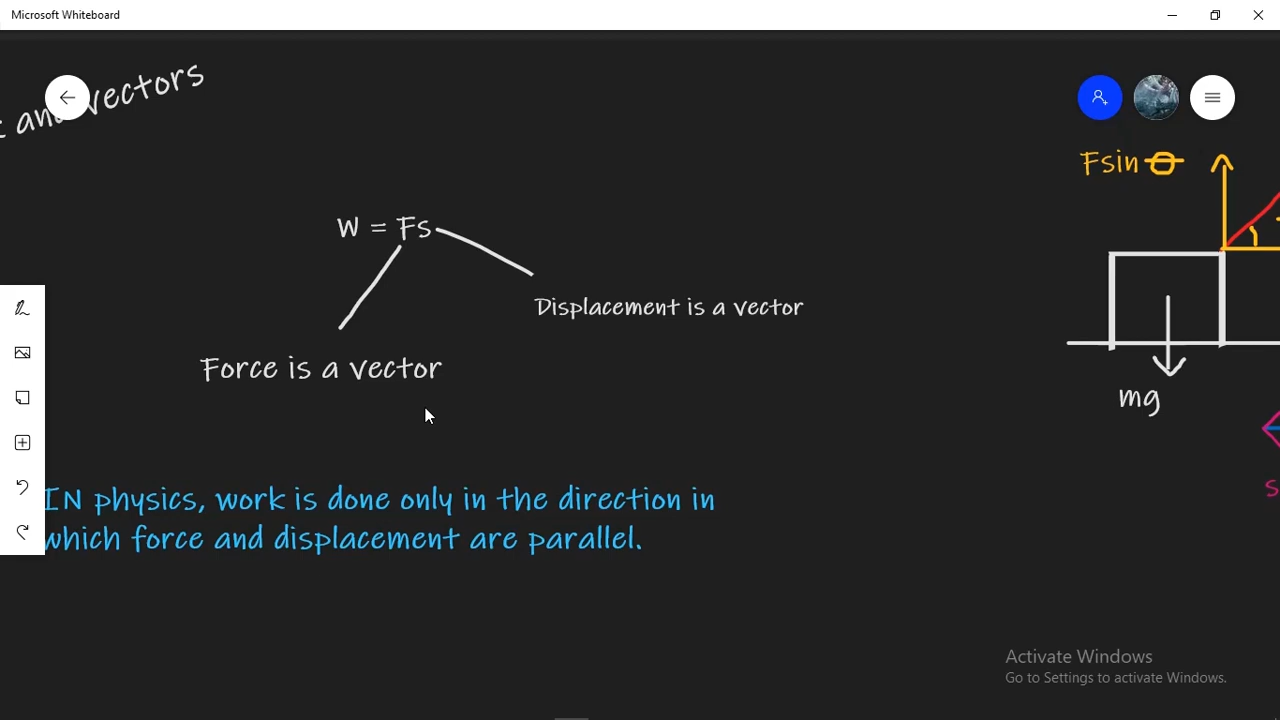 Microsoft Whiteboard
and vectors
W = Fs
Displacement is a vector
Force is a vector
IN physics, work is done only in the direction in
which force and displacement are parallel.
Fsin θ
mg
s
Activate Windows
Go to Settings to activate Windows.